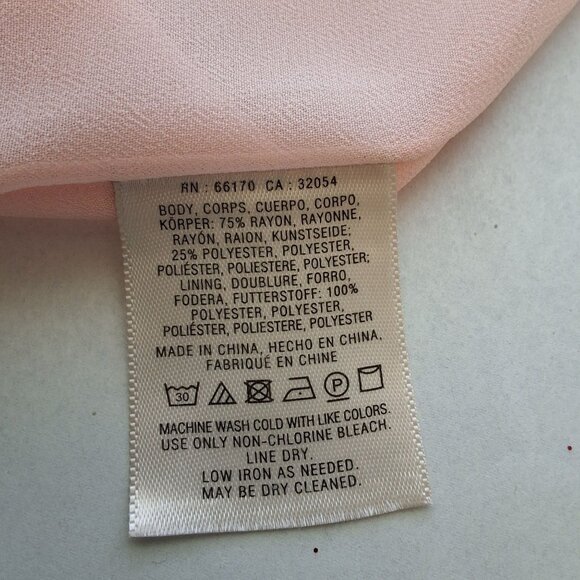 RN : 66170 CA : 32054
BODY, CORPS, CUERPO, CORPO,
KÖRPER: 75% RAYON, RAYONNE,
RAYÓN, RAION, KUNSTSEIDE;
25% POLYESTER, POLYESTER,
POLIÉSTER, POLIESTERE, POLYESTER;
LINING, DOUBLURE, FORRO,
FODERA, FUTTERSTOFF: 100%
POLYESTER, POLYESTER,
POLIÉSTER, POLIESTERE, POLYESTER
MADE IN CHINA, HECHO EN CHINA,
FABRIQUÉ EN CHINE
30 P
MACHINE WASH COLD WITH LIKE COLORS.
USE ONLY NON-CHLORINE BLEACH.
LINE DRY.
LOW IRON AS NEEDED.
MAY BE DRY CLEANED.